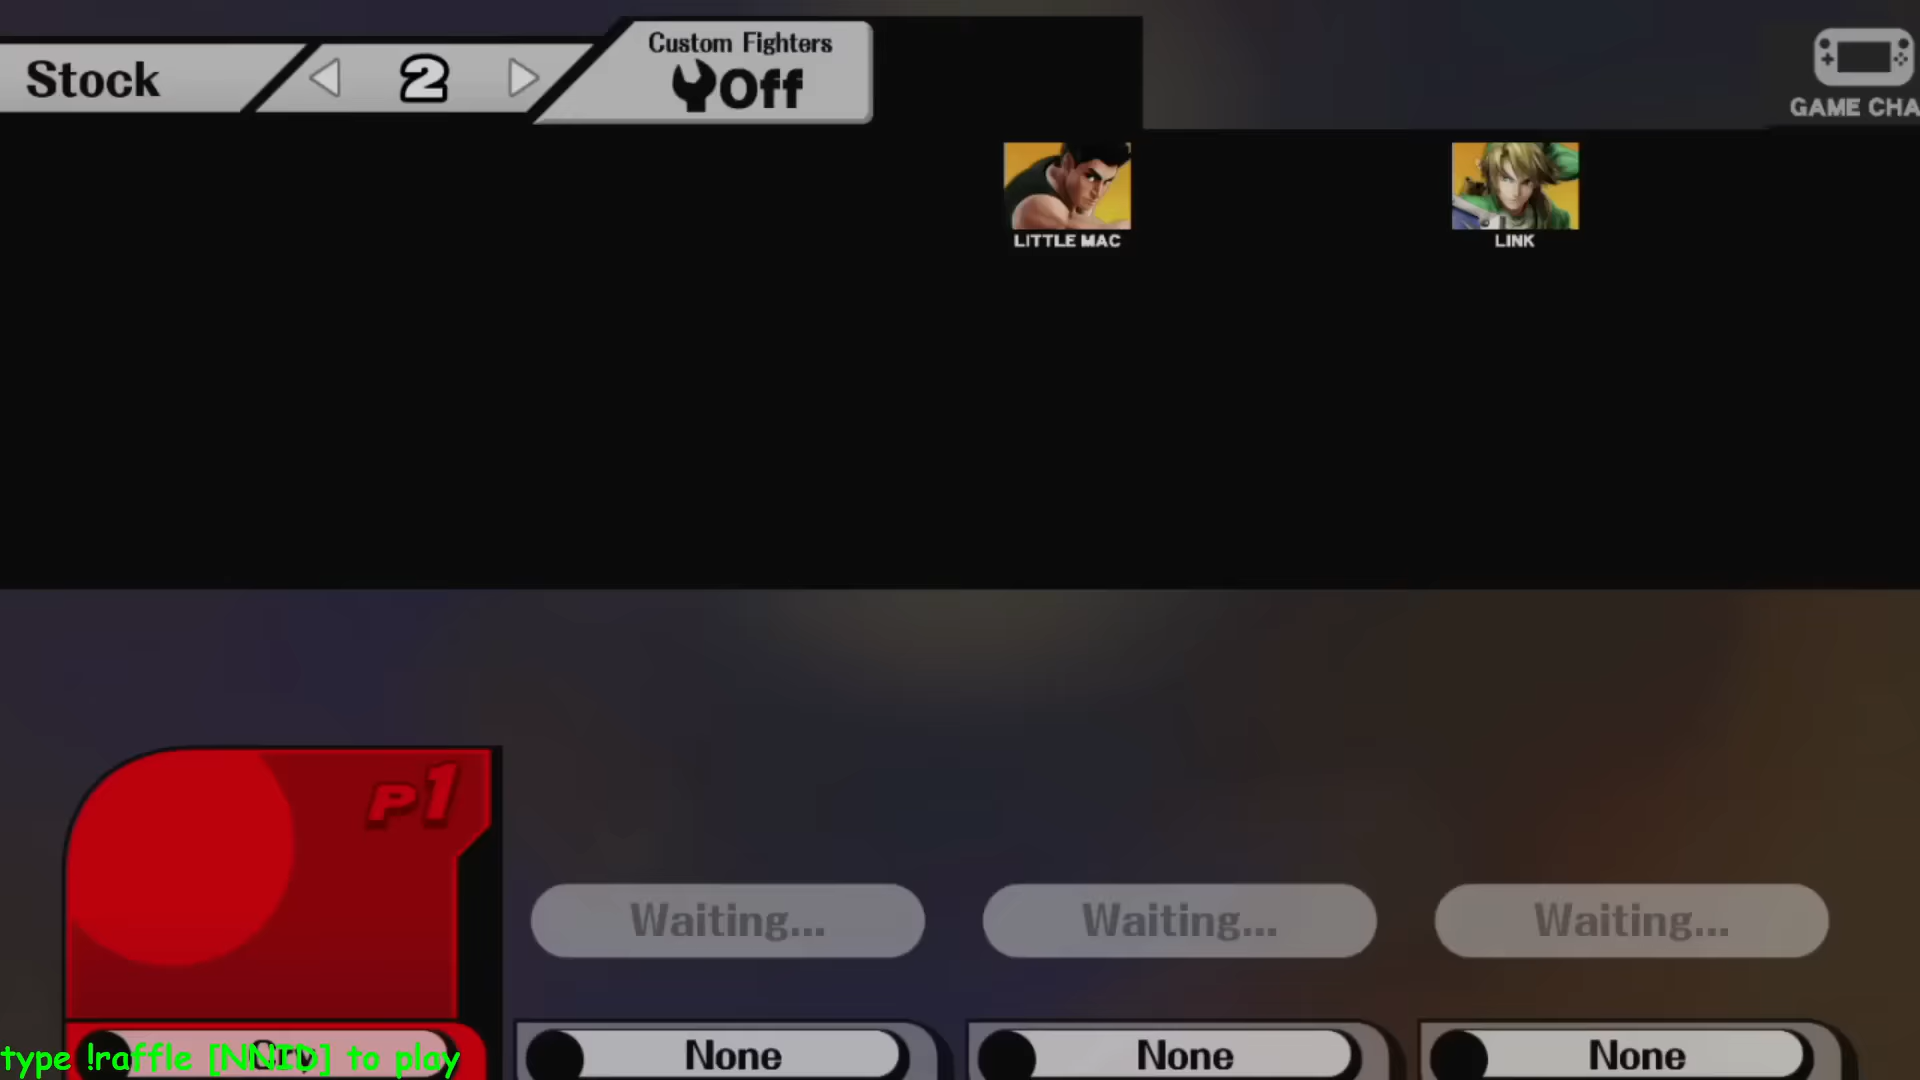 Stock
2
Custom Fighters
Off
GAME CHA
LITTLE MAC
LINK
P1
Waiting...
Waiting...
Waiting...
type !raffle [NNID] to play
None
None
None